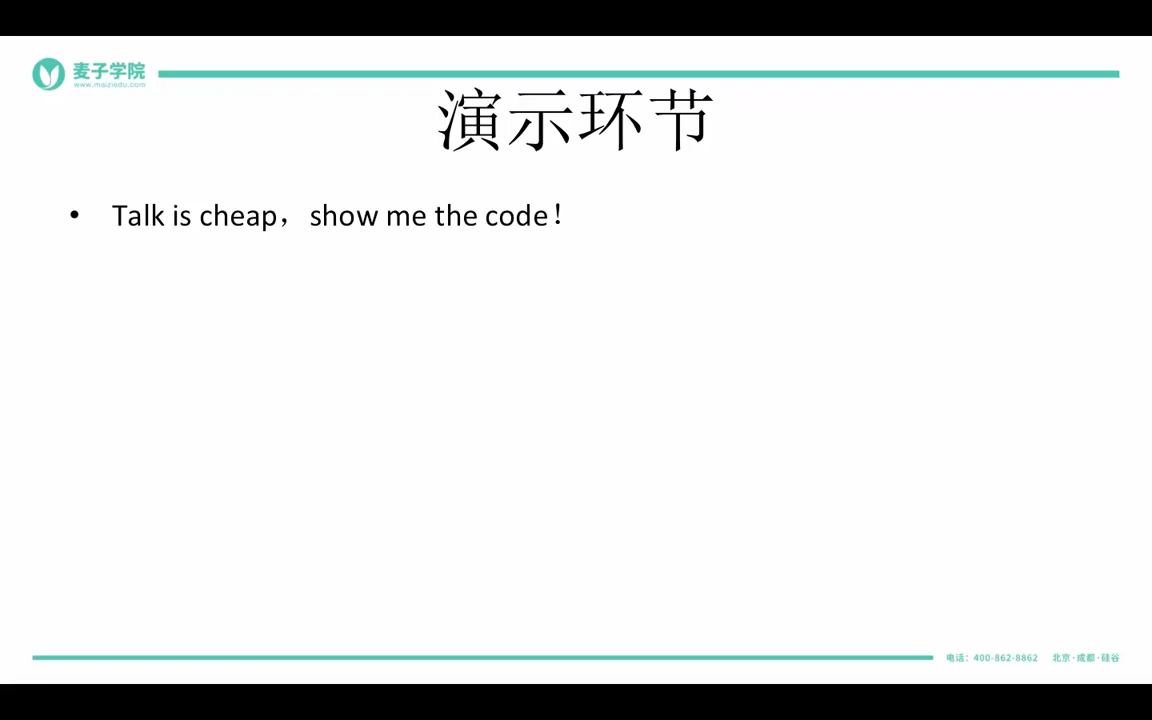 麦子学院
www.maiziedu.com
演示环节
• Talk is cheap，show me the code！
电话：400-862-8862 北京·成都·硅谷